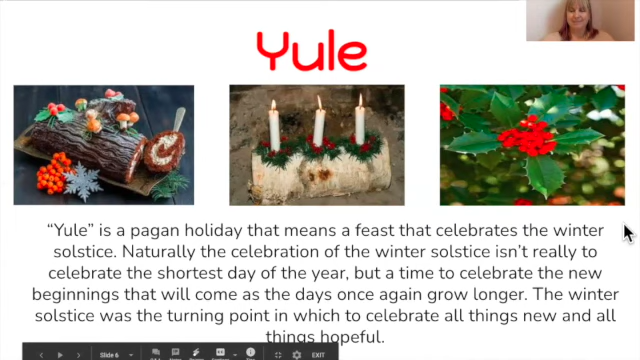 Yule
“Yule” is a pagan holiday that means a feast that celebrates the winter
solstice. Naturally the celebration of the winter solstice isn’t really to
celebrate the shortest day of the year, but a time to celebrate the new
beginnings that will come as the days once again grow longer. The winter
solstice was the turning point in which to celebrate all things new and all
things hopeful.
Slide 6
EXIT